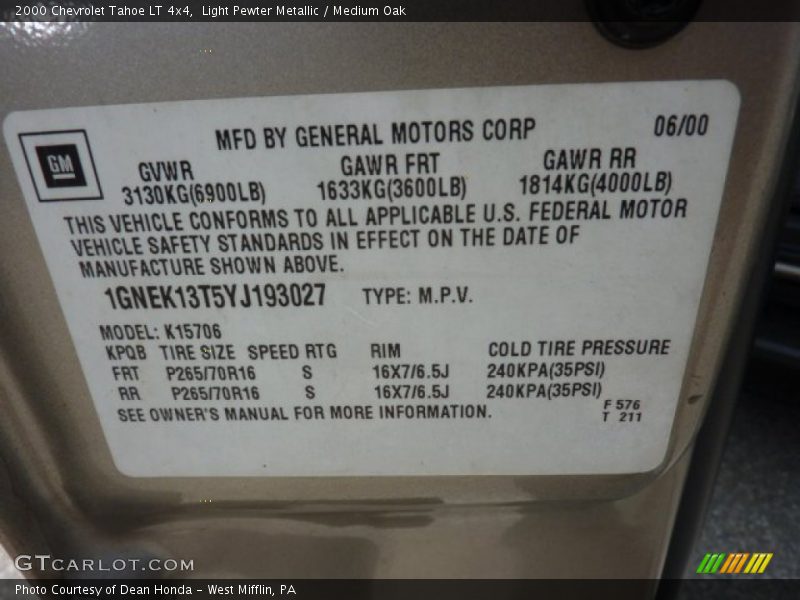 2000 Chevrolet Tahoe LT 4x4,  Light Pewter Metallic / Medium Oak
GM
MFD BY GENERAL MOTORS CORP 06/00
GVWR GAWR FRT GAWR RR
3130KG(6900LB) 1633KG(3600LB) 1814KG(4000LB)
THIS VEHICLE CONFORMS TO ALL APPLICABLE U.S. FEDERAL MOTOR
VEHICLE SAFETY STANDARDS IN EFFECT ON THE DATE OF
MANUFACTURE SHOWN ABOVE.
1GNEK13T5YJ193027 TYPE: M.P.V.
MODEL: K15706
KPQB TIRE SIZE SPEED RTG RIM COLD TIRE PRESSURE
FRT P265/70R16 S 16X7/6.5J 240KPA(35PSI)
RR P265/70R16 S 16X7/6.5J 240KPA(35PSI)
SEE OWNER'S MANUAL FOR MORE INFORMATION.
F 576
T 211
GTCARLOT.COM
Photo Courtesy of Dean Honda - West Mifflin, PA